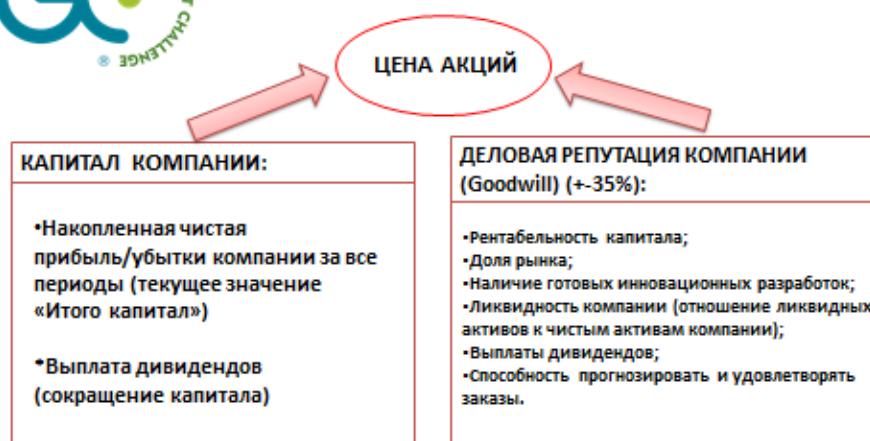 CHALLENGE ®
ЦЕНА АКЦИЙ
КАПИТАЛ КОМПАНИИ:
•Накопленная чистая
прибыль/убытки компании за все
периоды (текущее значение
«Итого капитал»)
•Выплата дивидендов
(сокращение капитала)
ДЕЛОВАЯ РЕПУТАЦИЯ КОМПАНИИ
(Goodwill) (+-35%):
•Рентабельность капитала;
•Доля рынка;
•Наличие готовых инновационных разработок;
•Ликвидность компании (отношение ликвидных
активов к чистым активам компании);
•Выплаты дивидендов;
•Способность прогнозировать и удовлетворять
заказы.